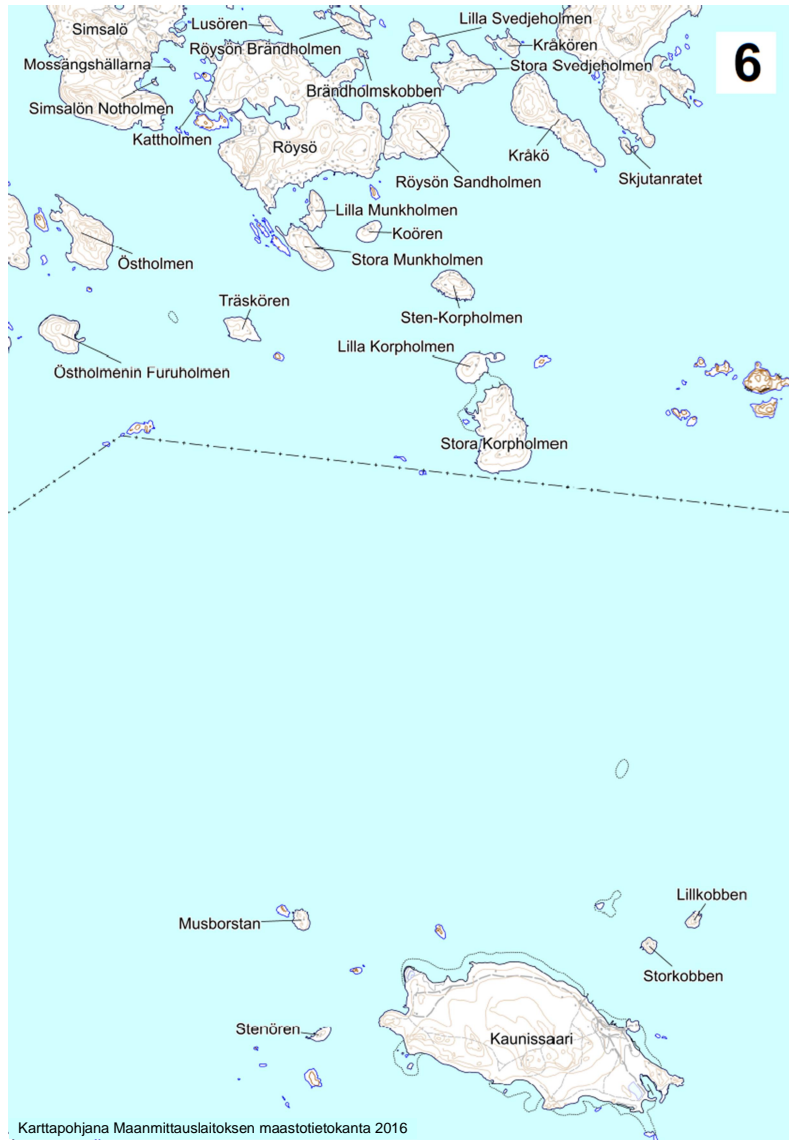 Lilla Svedjeholmen
Lusören
Simsalö
Kråkören
Röysön Brändholmen
6
Mossangshällarna
Stora Svedjeholmen
Brändholmskobben
Simsalön Notholmen
Kattholmen
Röysö
Kråkö
Röysön Sandholmen
Skjutanratet
Lilla Munkholmen
Koören
Stora Munkholmen
Östholmen
Träskören
Sten-Korpholmen
Lilla Korpholmen
Östholmenin Furuholmen
Stora Korpholmen
Lillkobben
Musborstan
Storkobben
Stenören
Kaunissaari
Karttapohjana Maanmittauslaitoksen maastotietokanta 2016